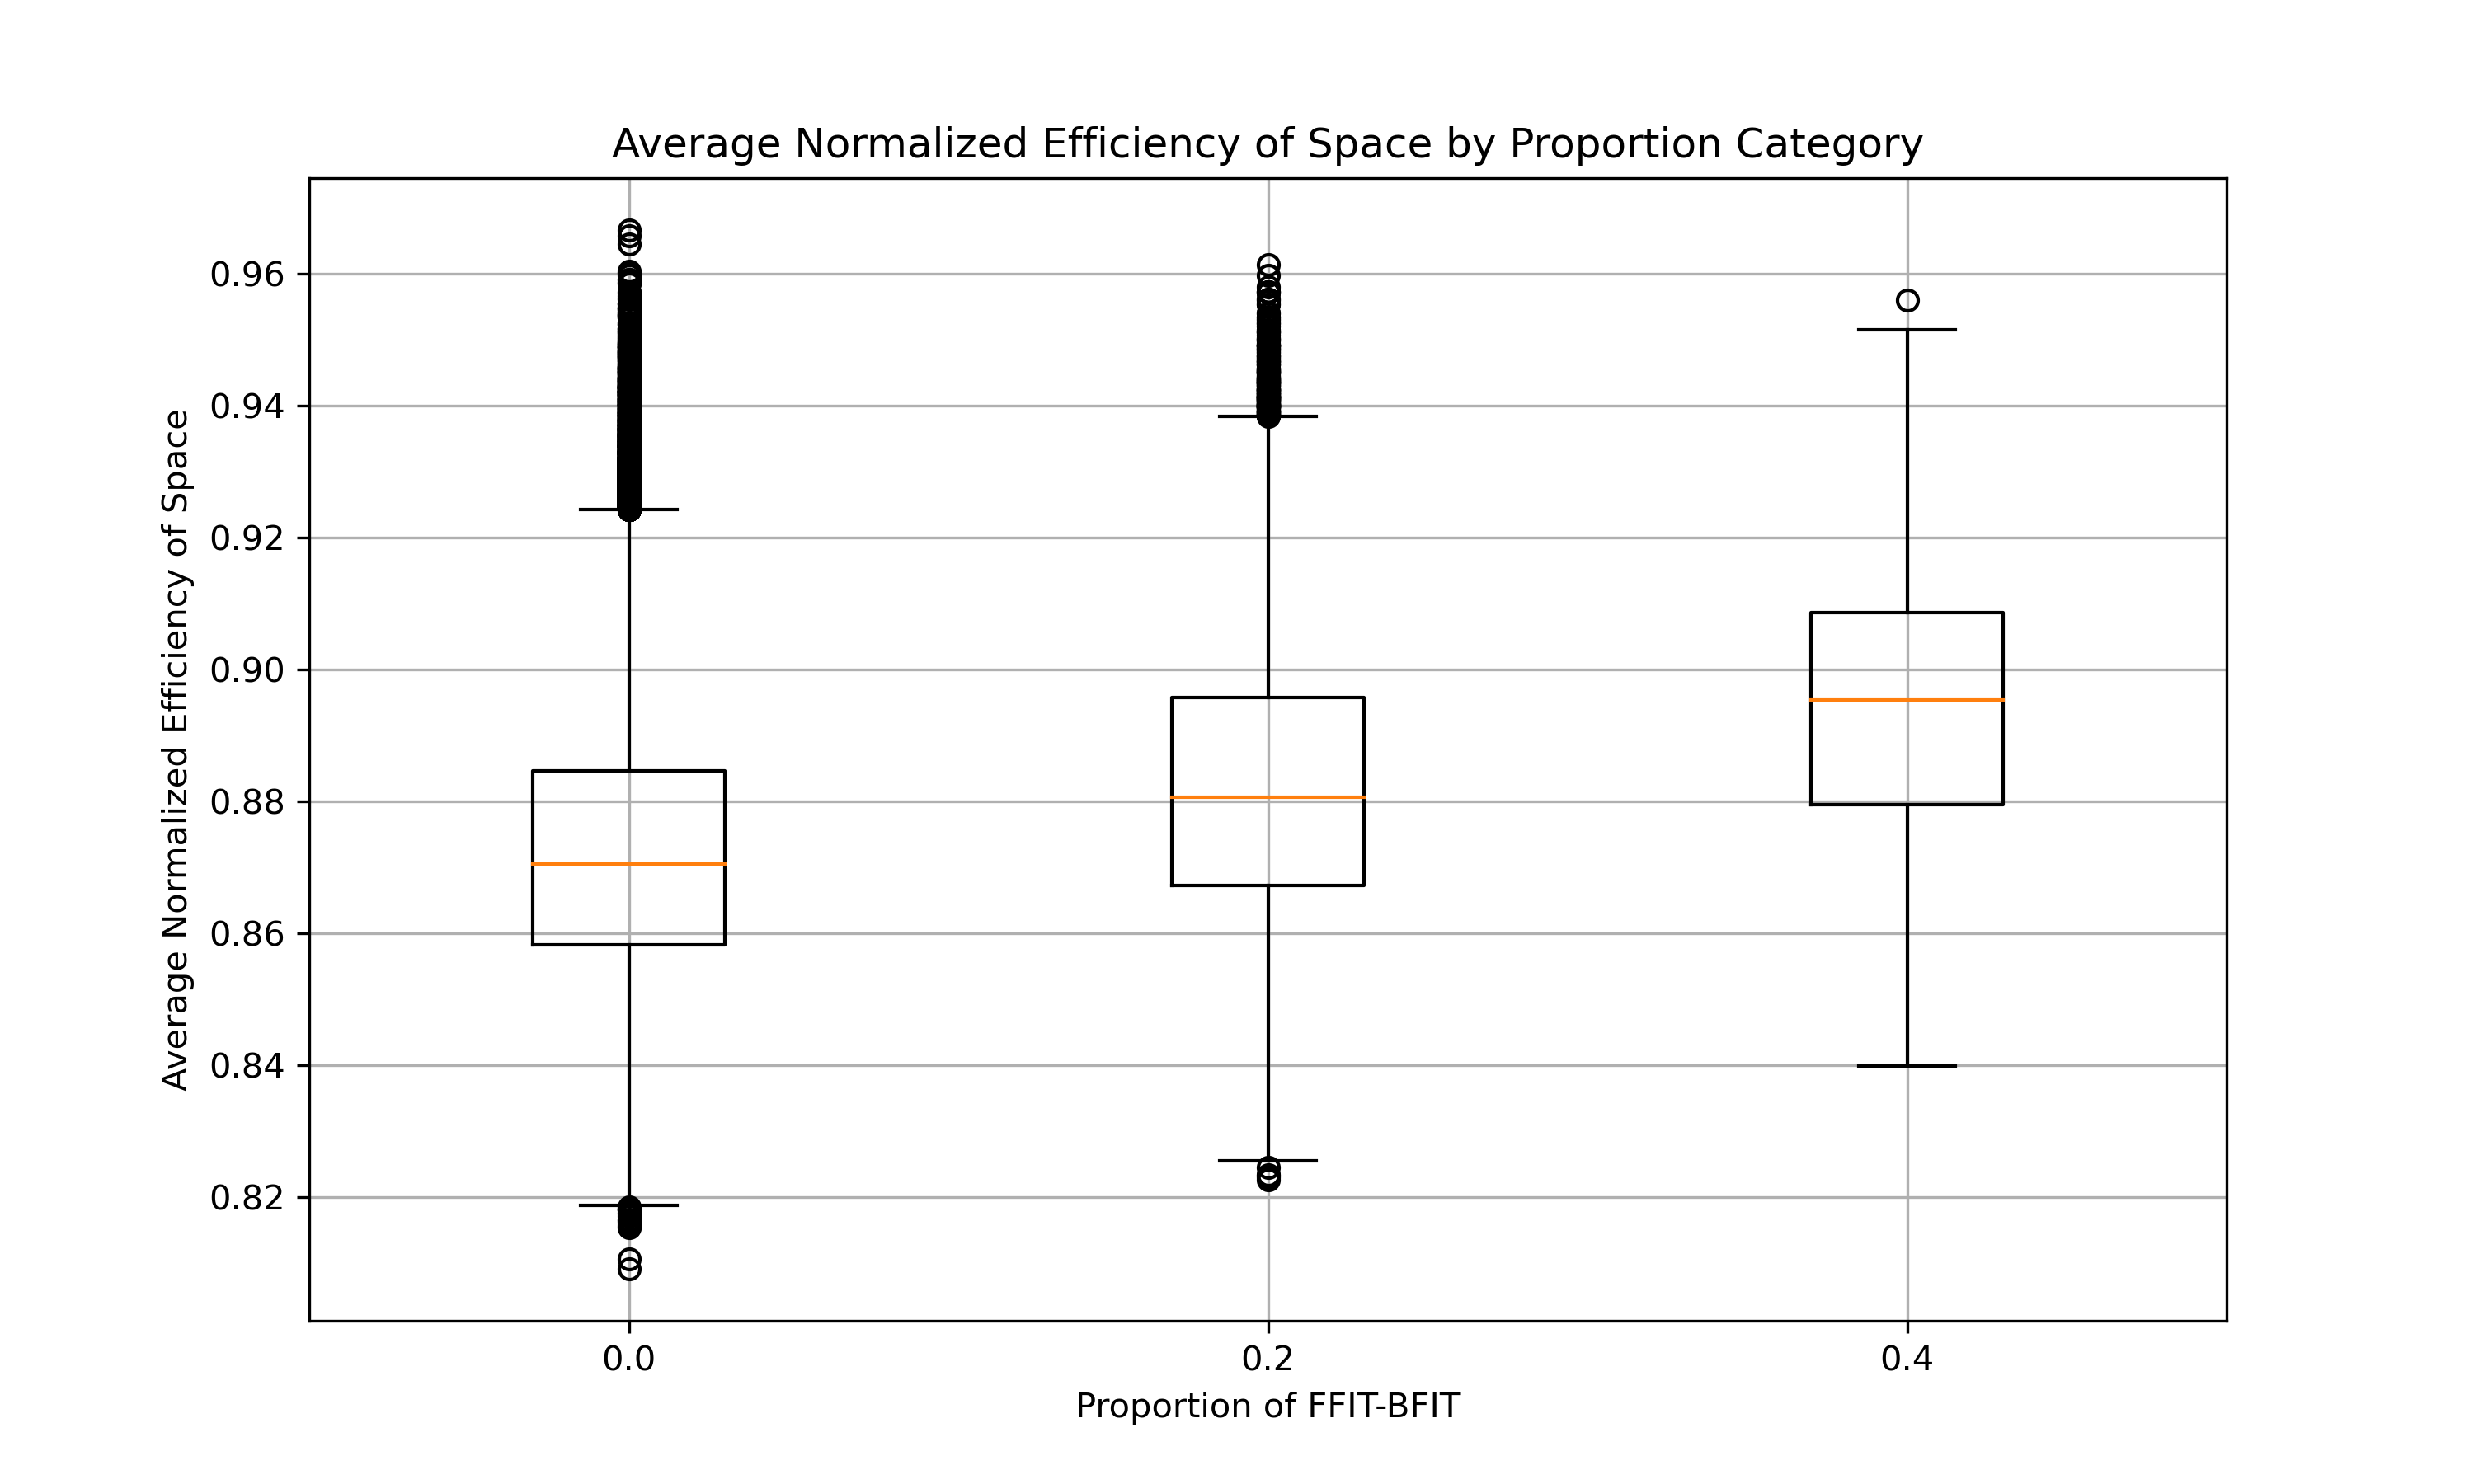 Average Normalized Efficiency of Space by Proportion Category
Average Normalized Efficiency of Space
0.96
0.94
0.92
0.90
0.88
0.86
0.84
0.82
0.0 0.2 0.4
Proportion of FFIT-BFIT